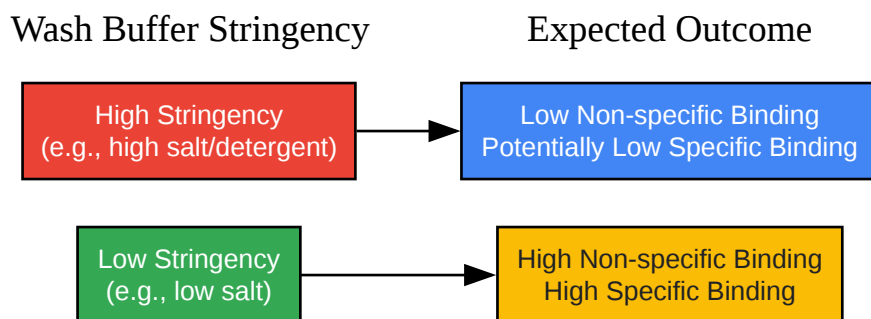 Wash Buffer Stringency
Expected Outcome
High Stringency
(e.g., high salt/detergent)
Low Non-specific Binding
Potentially Low Specific Binding
Low Stringency
(e.g., low salt)
High Non-specific Binding
High Specific Binding